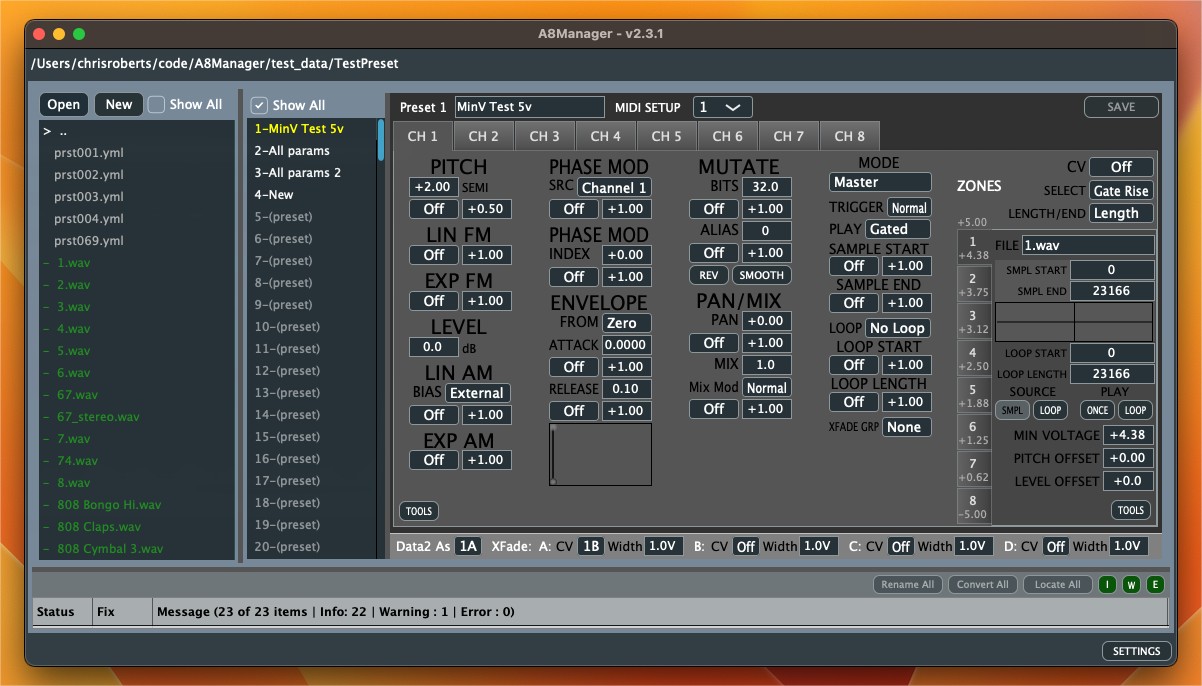 A8Manager - v2.3.1
/Users/chrisroberts/code/A8Manager/test_data/TestPreset
Open New Show All
> ..
prst001.yml
prst002.yml
prst003.yml
prst004.yml
prst069.yml
- 1.wav
- 2.wav
- 3.wav
- 4.wav
- 5.wav
- 6.wav
- 67.wav
- 67_stereo.wav
- 7.wav
- 74.wav
- 8.wav
- 808 Bongo Hi.wav
- 808 Claps.wav
- 808 Cymbal 3.wav
Show All
1-MinV Test 5v
2-All params
3-All params 2
4-New
5-(preset)
6-(preset)
7-(preset)
8-(preset)
9-(preset)
10-(preset)
11-(preset)
12-(preset)
13-(preset)
14-(preset)
15-(preset)
16-(preset)
17-(preset)
18-(preset)
19-(preset)
20-(preset)
Preset 1 MinV Test 5v MIDI SETUP 1 SAVE
CH 1 CH 2 CH 3 CH 4 CH 5 CH 6 CH 7 CH 8
PITCH
+2.00 SEMI
Off +0.50
LIN FM
Off +1.00
EXP FM
Off +1.00
LEVEL
0.0 dB
LIN AM
BIAS External
Off +1.00
EXP AM
Off +1.00
TOOLS
PHASE MOD
SRC Channel 1
Off +1.00
PHASE MOD
INDEX +0.00
Off +1.00
ENVELOPE
FROM Zero
ATTACK 0.0000
Off +1.00
RELEASE 0.10
Off +1.00
MUTATE
BITS 32.0
Off +1.00
ALIAS 0
Off +1.00
REV SMOOTH
PAN/MIX
PAN +0.00
Off +1.00
MIX 1.0
Mix Mod Normal
Off +1.00
MODE
Master
TRIGGER Normal
PLAY Gated
SAMPLE START
Off +1.00
SAMPLE END
Off +1.00
LOOP No Loop
LOOP START
Off +1.00
LOOP LENGTH
Off +1.00
XFADE GRP None
ZONES
CV Off
SELECT Gate Rise
LENGTH/END Length
+5.00
1
+4.38
2
+3.75
3
+3.12
4
+2.50
5
+1.88
6
+1.25
7
+0.62
8
-5.00
FILE 1.wav
SMPL START 0
SMPL END 23166
LOOP START 0
LOOP LENGTH 23166
SOURCE PLAY
SMPL LOOP ONCE LOOP
MIN VOLTAGE +4.38
PITCH OFFSET +0.00
LEVEL OFFSET +0.0
TOOLS
Data2 As 1A XFade: A: CV 1B Width 1.0V B: CV Off Width 1.0V C: CV Off Width 1.0V D: CV Off Width 1.0V
Rename All Convert All Locate All I W E
Status Fix Message (23 of 23 items | Info: 22 | Warning : 1 | Error : 0)
SETTINGS